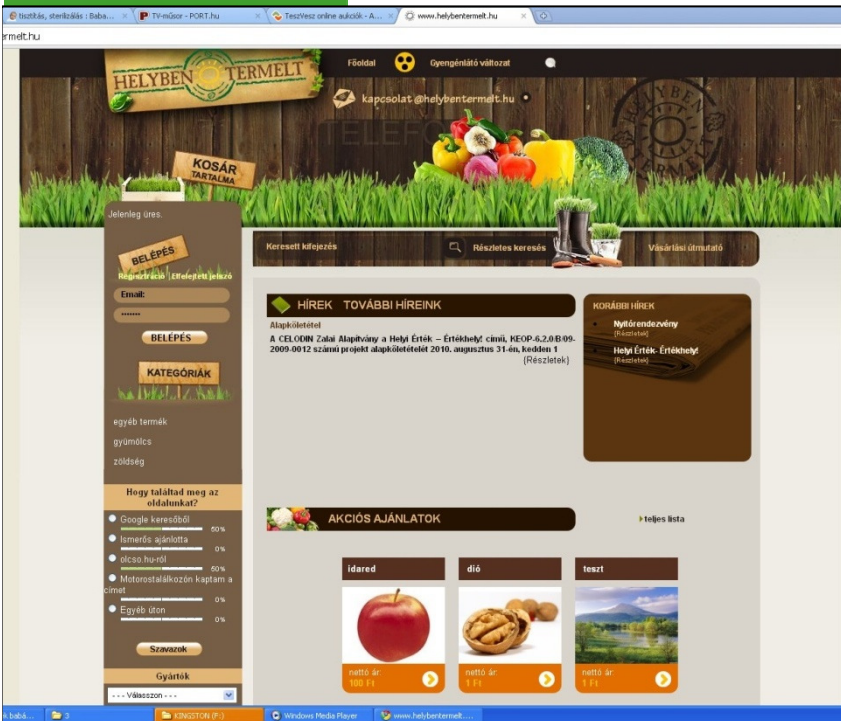 tisztítás, sterilizálás : Baba...
TV-műsor - PORT.hu
TeszVesz online aukciók - A...
www.helybentermelt.hu
ermelt.hu
HELYBEN TERMELT
Főoldal
Gyengénlátó változat
kapcsolat@helybentermelt.hu
TELEFO
HELYBEN
TERMELT
KOSÁR
TARTALMA
Jelenleg üres.
BELÉPÉS
Regisztráció | Elfelejtett jelszó
Email:
•••••••
BELÉPÉS
KATEGÓRIÁK
egyéb termék
gyümölcs
zöldség
Hogy találtad meg az
oldalunkat?
Google keresőből
50%
Ismerős ajánlotta
0%
olcso.hu-ról
50%
Motorostalálkozón kaptam a
címet
0%
Egyéb úton
0%
Szavazok
Gyártók
- - - Válasszon - - -
Keresett kifejezés
Részletes keresés
Vásárlási útmutató
HÍREK TOVÁBBI HÍREINK
Alapkőletétel
A CELODIN Zalai Alapítvány a Helyi Érték – Értékhely! című, KEOP-6.2.0/B/09-
2009-0012 számú projekt alapkőletételét 2010. augusztus 31-én, kedden 1
(Részletek)
KORÁBBI HÍREK
Nyitórendezvény
(Részletek)
Helyi Érték- Értékhely!
(Részletek)
AKCIÓS AJÁNLATOK
teljes lista
idared
nettó ár:
100 Ft
dió
nettó ár:
1 Ft
teszt
nettó ár:
1 Ft
k babá...
3
KINGSTON (F:)
Windows Media Player
www.helybentermelt....